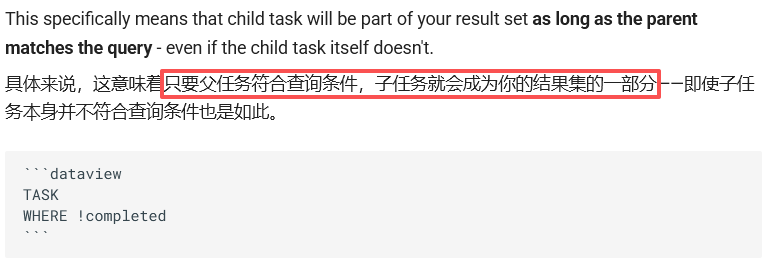 This specifically means that child task will be part of your result set as long as the parent
matches the query - even if the child task itself doesn't.
具体来说，这意味着只要父任务符合查询条件，子任务就会成为你的结果集的一部分——即使子任
务本身并不符合查询条件也是如此。
```dataview
TASK
WHERE !completed
```